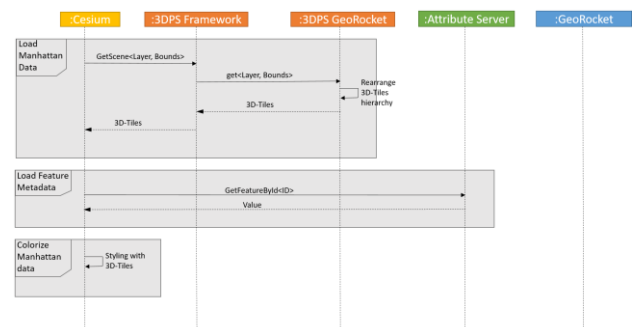 :Cesium
:3DPS Framework
:3DPS GeoRocket
:Attribute Server
:GeoRocket
Load
Manhattan
Data
GetScene<Layer, Bounds>
get<Layer, Bounds>
Rearrange
3D-Tiles
hierarchy
3D-Tiles
3D-Tiles
Load Feature
Metadata
GetFeatureById<ID>
Value
Colorize
Manhattan
data
Styling with
3D-Tiles